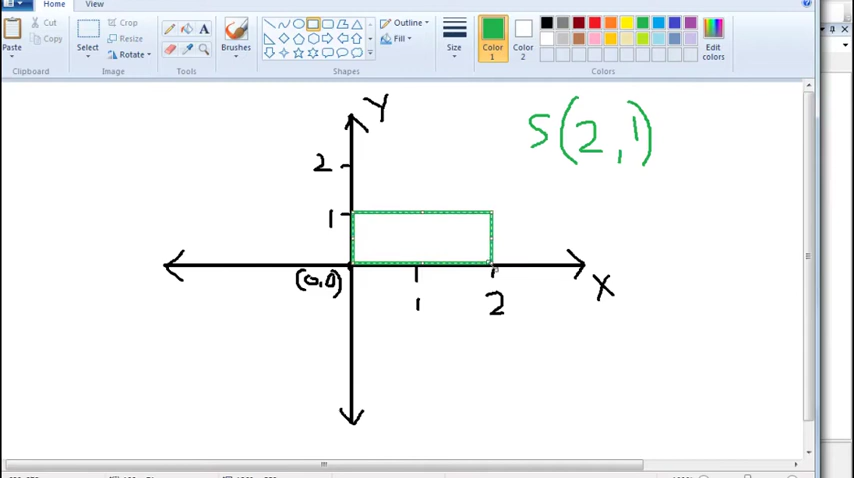 Home View
Cut
Copy
Paste
Clipboard
Select
Crop
Resize
Rotate
Image
Tools
Brushes
Outline
Fill
Shapes
Size
Color 1
Color 2
Edit colors
Colors
Y
S(2,1)
2
1
(0,0)
1
2
X